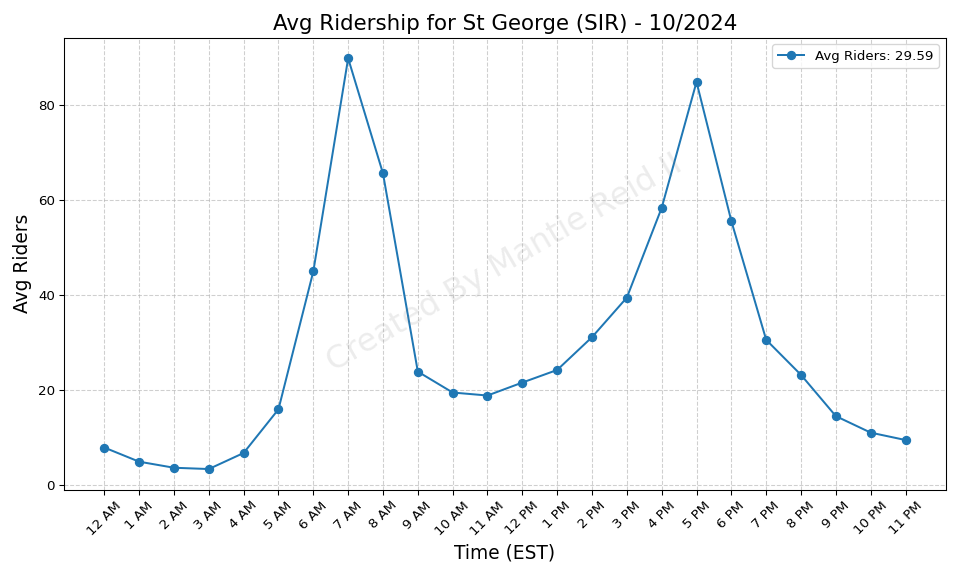 Avg Ridership for St George (SIR) - 10/2024
Avg Riders: 29.59
Avg Riders
80
60
40
20
0
Created By Mantle Reid II
12 AM
1 AM
2 AM
3 AM
4 AM
5 AM
6 AM
7 AM
8 AM
9 AM
10 AM
11 AM
12 PM
1 PM
2 PM
3 PM
4 PM
5 PM
6 PM
7 PM
8 PM
9 PM
10 PM
11 PM
Time (EST)